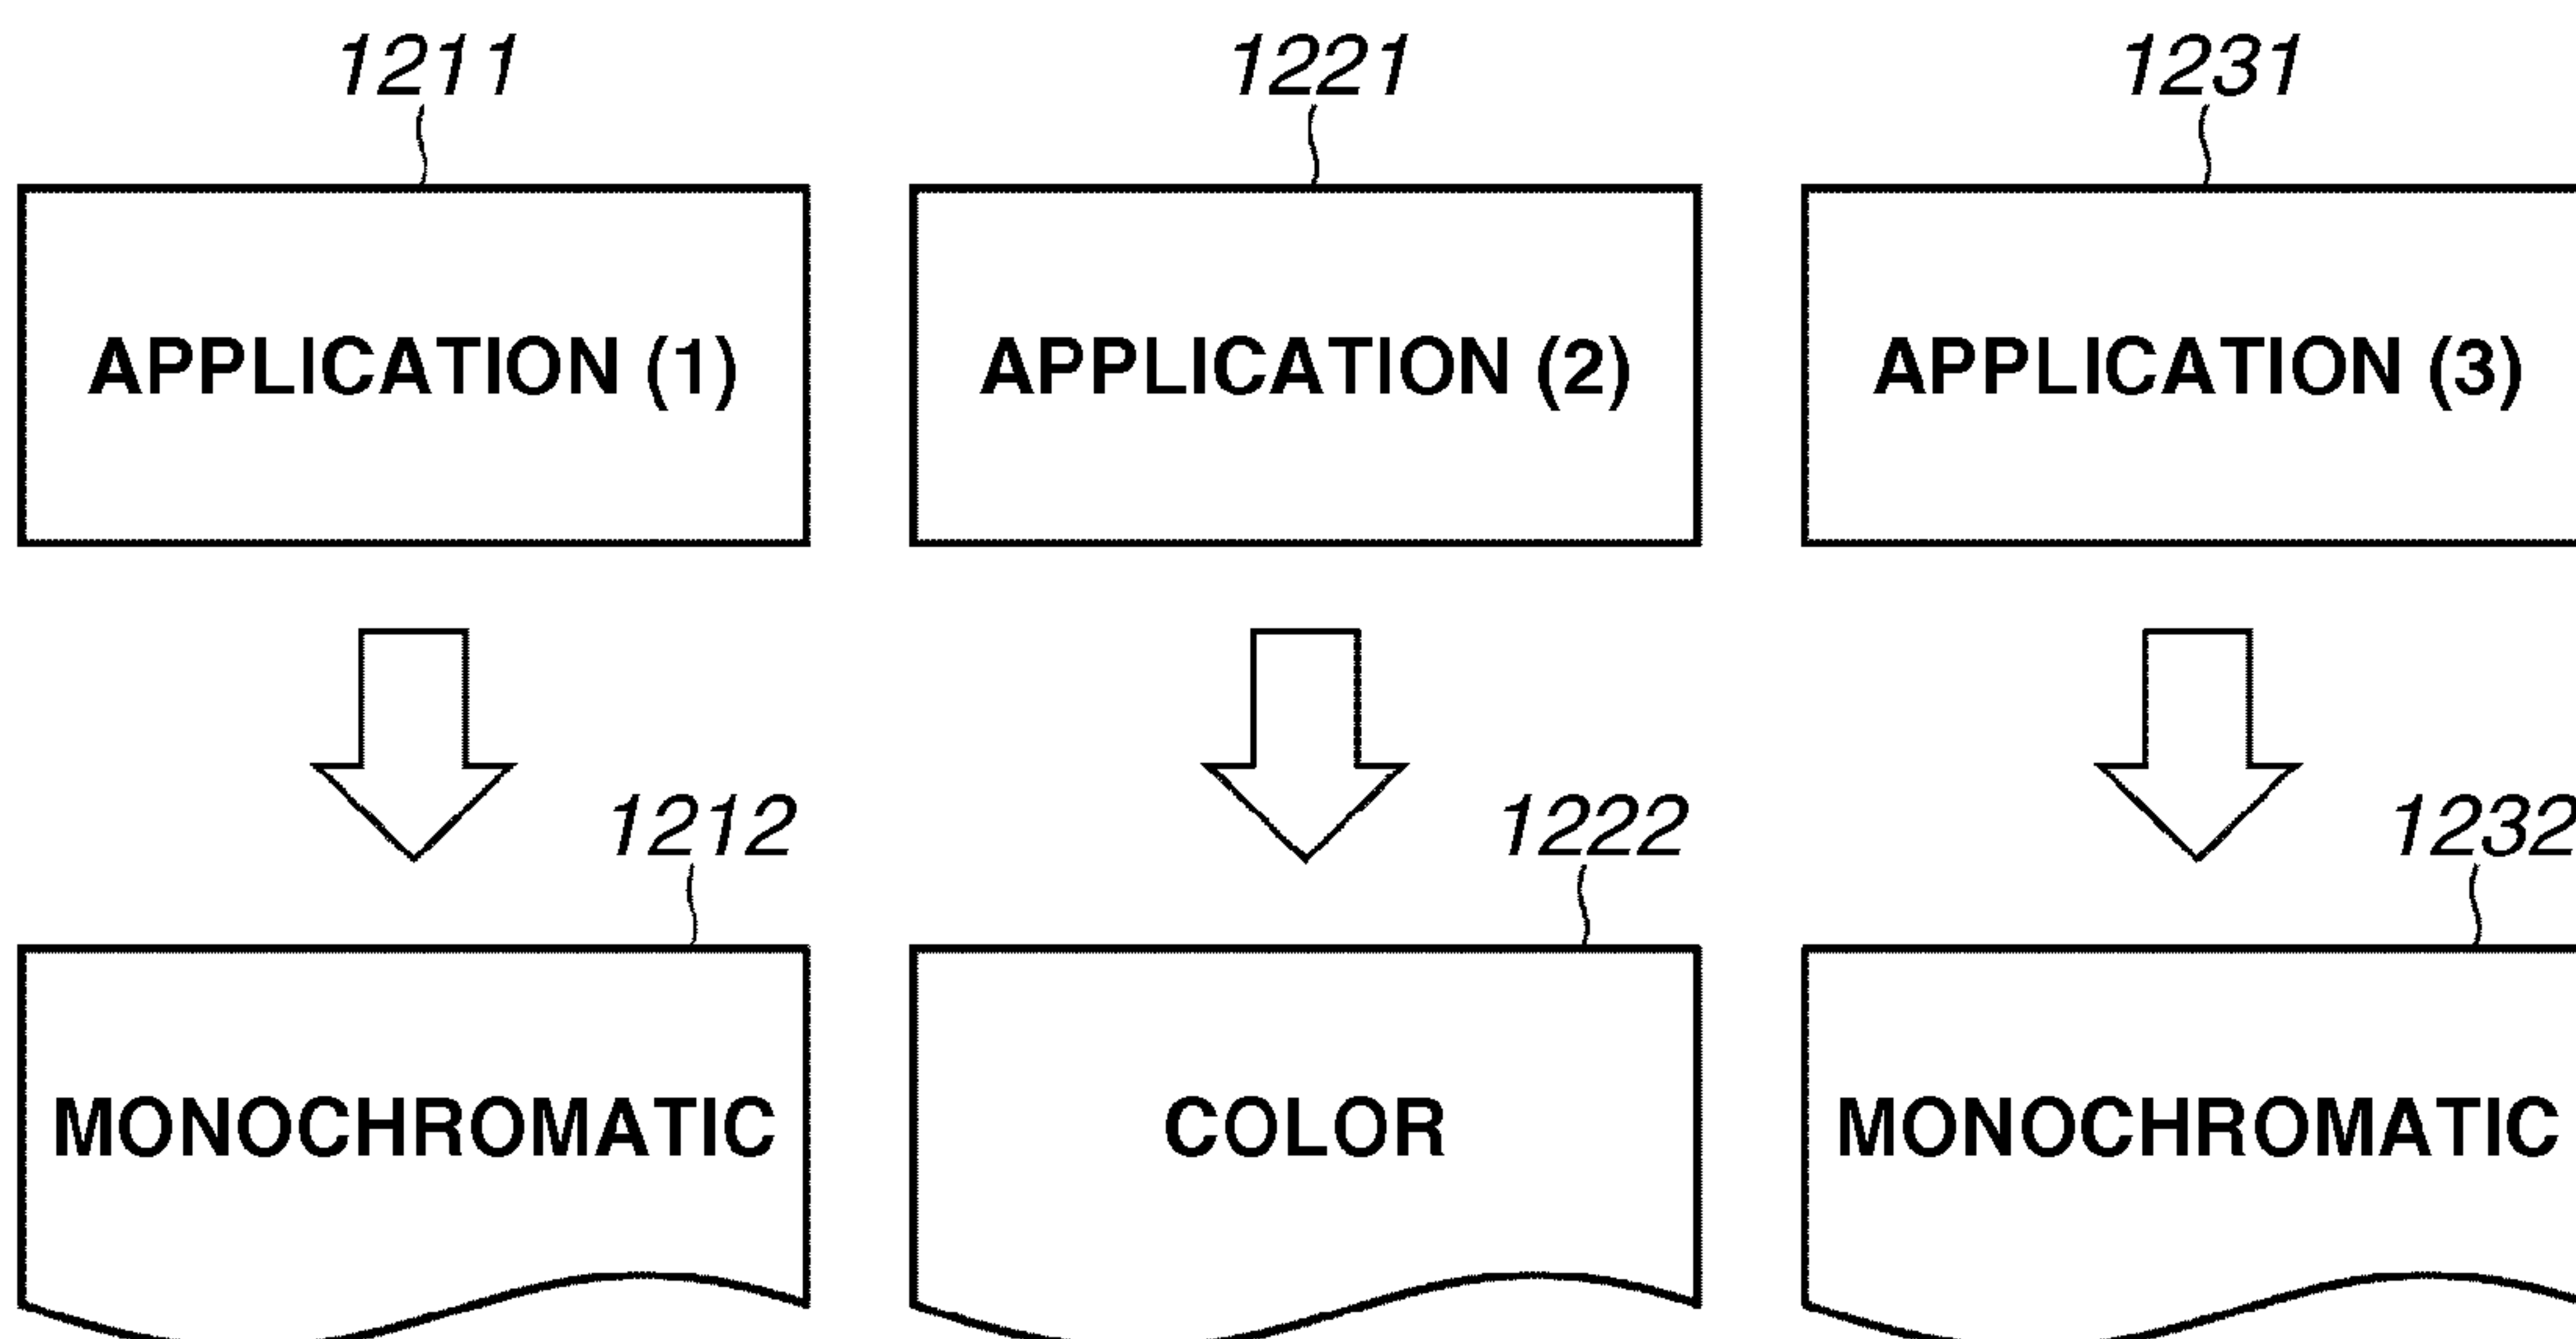 1211 1221 1231
APPLICATION (1) APPLICATION (2) APPLICATION (3)
1212 1222 1232
MONOCHROMATIC COLOR MONOCHROMATIC